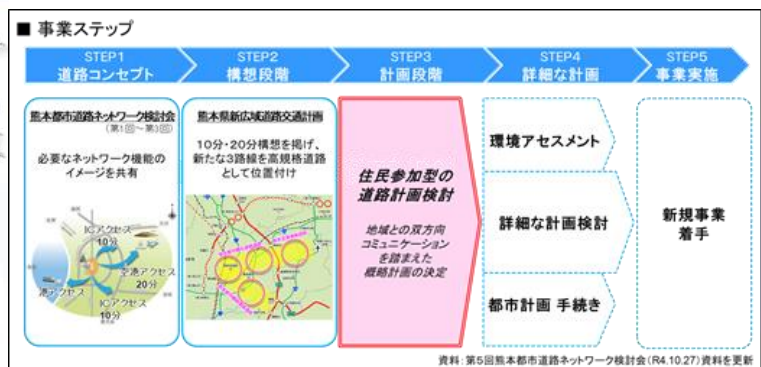 ■ 事業ステップ
STEP1
道路コンセプト
STEP2
構想段階
STEP3
計画段階
STEP4
詳細な計画
STEP5
事業実施
熊本都市道路ネットワーク検討会
(第1回～第3回)
必要なネットワーク機能の
イメージを共有
ICアクセス
10分
空港アクセス
20分
港アクセス
ICアクセス
10分
熊本県新広域道路交通計画
10分・20分構想を掲げ、
新たな3路線を高規格道路
として位置付け
住民参加型の
道路計画検討
地域との双方向
コミュニケーション
を踏まえた
概略計画の決定
環境アセスメント
詳細な計画検討
都市計画 手続き
新規事業
着手
資料：第5回熊本都市道路ネットワーク検討会(R4.10.27)資料を更新